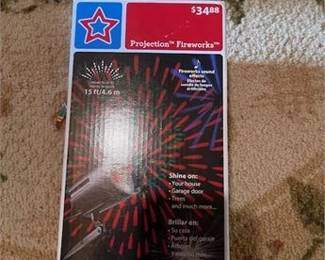 $34.88
Projection™ Fireworks™
Fireworks sound
effects
Efectos de
sonido de fuegos
artificiales
15 ft/4.6 m
Shine on:
• Your house
• Garage door
• Trees
and much more...
Brillar en:
• Su casa
• Puerta del garaje
• Árboles